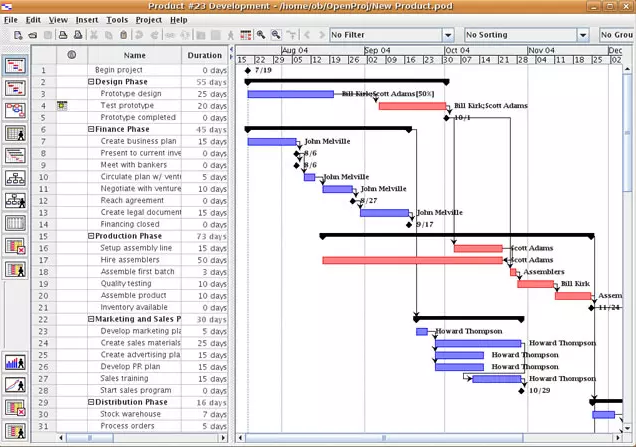 Product #23 Development - /home/ob/OpenProj/New Product.pod
File Edit View Insert Tools Project Help
No Filter No Sorting No Grou
Name Duration
Aug 04 Sep 04 Oct 04 Nov 04 Dec
15 22 29 05 12 19 26 03 10 17 24 31 07 14 21 28 05 12 19 26 02
1 Begin project 0 days 7/19
2 Design Phase 55 days
3 Prototype design 25 days Bill Kirk;Scott Adams[50%]
4 Test prototype 20 days Bill Kirk;Scott Adams
5 Prototype completed 0 days 10/1
6 Finance Phase 45 days
7 Create business plan 15 days John Melville
8 Present to current inve 0 days 8/6
9 Meet with bankers 0 days 8/6
10 Circulate plan w/ vent 5 days John Melville
11 Negotiate with venture 10 days John Melville
12 Reach agreement 0 days 8/27
13 Create legal document 15 days John Melville
14 Financing closed 0 days 9/17
15 Production Phase 73 days
16 Setup assembly line 15 days Scott Adams
17 Hire assemblers 50 days Scott Adams
18 Assemble first batch 3 days Assemblers
19 Quality testing 10 days Bill Kirk
20 Assemble product 10 days Assem
21 Inventory available 0 days 11/24
22 Marketing and Sales P 30 days
23 Develop marketing pla 5 days Howard Thompson
24 Create sales materials 25 days Howard Thompson
25 Create advertising pla 15 days Howard Thompson
26 Develop PR plan 15 days Howard Thompson
27 Sales training 15 days Howard Thompson
28 Start sales program 0 days 10/29
29 Distribution Phase 16 days
30 Stock warehouse 7 days
31 Process orders 5 days